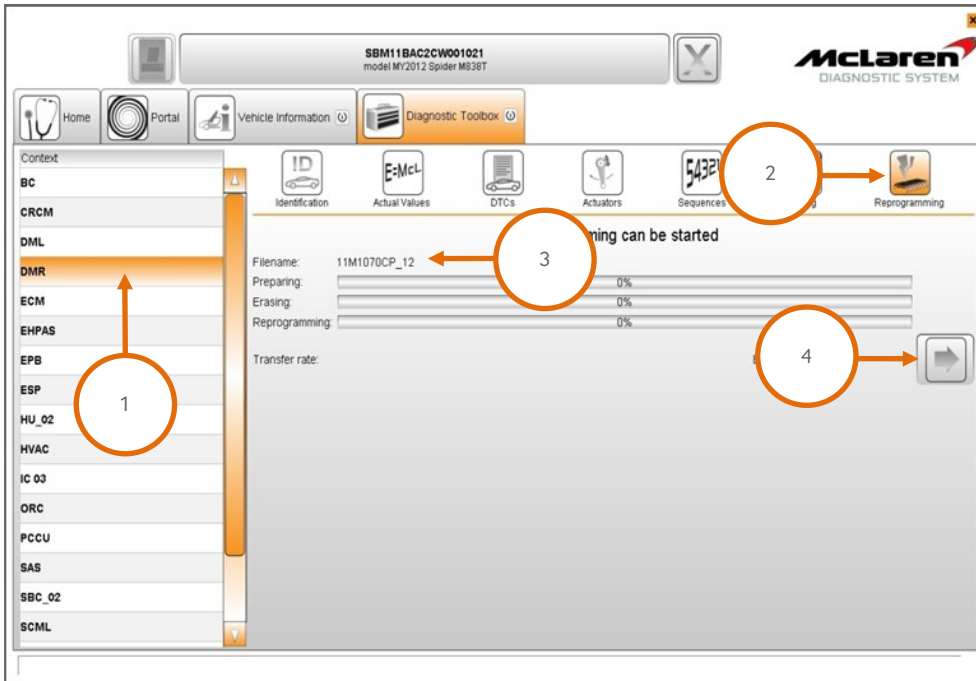 SBM11BAC2CW001021
model MY2012 Spider M838T
McLaren
DIAGNOSTIC SYSTEM
Home
Portal
Vehicle Information
Diagnostic Toolbox
Context
BC
CRCM
DML
DMR
ECM
EHPAS
EPB
ESP
HU_02
HVAC
IC 03
ORC
PCCU
SAS
SBC_02
SCML
ID
E=McL
5432
Identification
Actual Values
DTCs
Actuators
Sequences
Reprogramming
ming can be started
Filename: 11M1070CP_12
Preparing: 0%
Erasing: 0%
Reprogramming: 0%
Transfer rate:
1
2
3
4